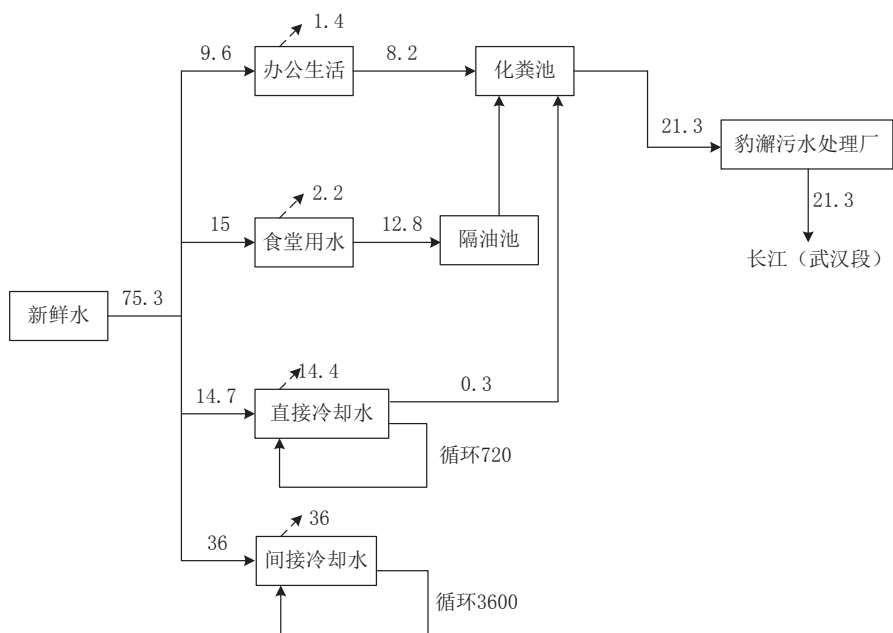 1.4
9.6
办公生活
8.2
化粪池
21.3
豹澥污水处理厂
21.3
长江（武汉段）
2.2
15
食堂用水
12.8
隔油池
75.3
新鲜水
14.4
14.7
直接冷却水
0.3
循环720
36
36
间接冷却水
循环3600